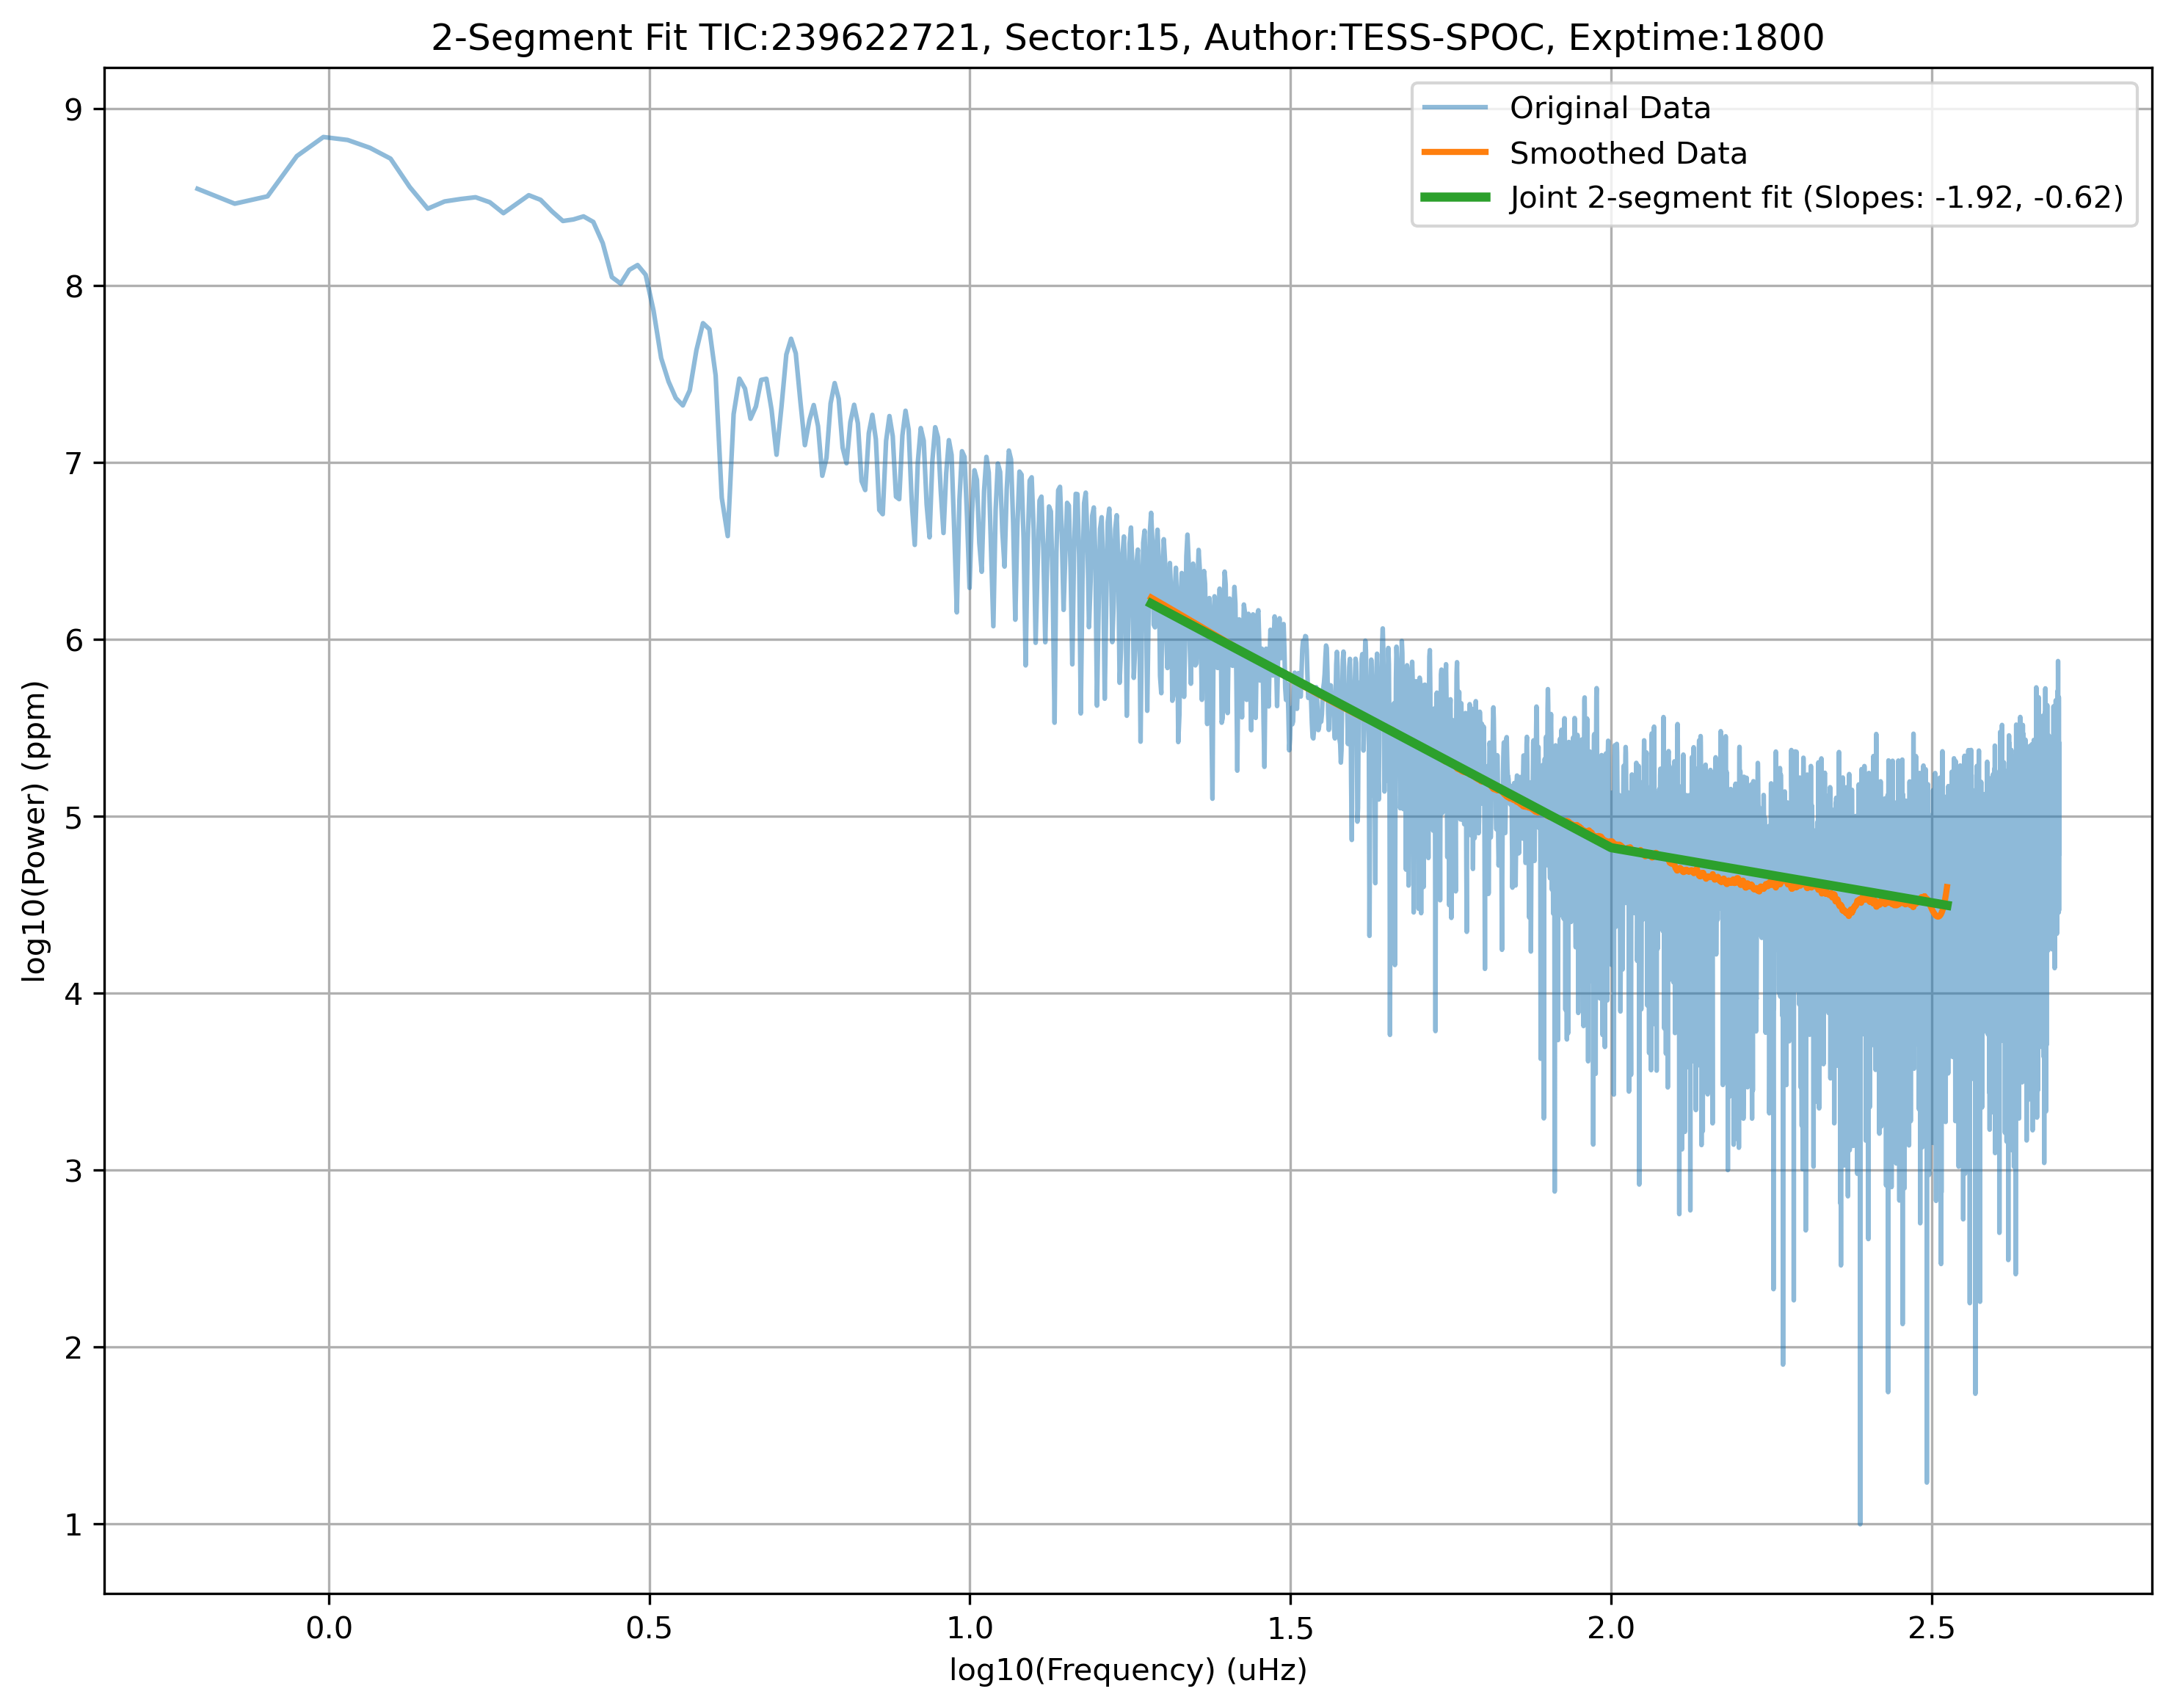 2-Segment Fit TIC:239622721, Sector:15, Author:TESS-SPOC, Exptime:1800
Original Data
Smoothed Data
Joint 2-segment fit (Slopes: -1.92, -0.62)
log10(Power) (ppm)
9
8
7
6
5
4
3
2
1
0.0 0.5 1.0 1.5 2.0 2.5
log10(Frequency) (uHz)